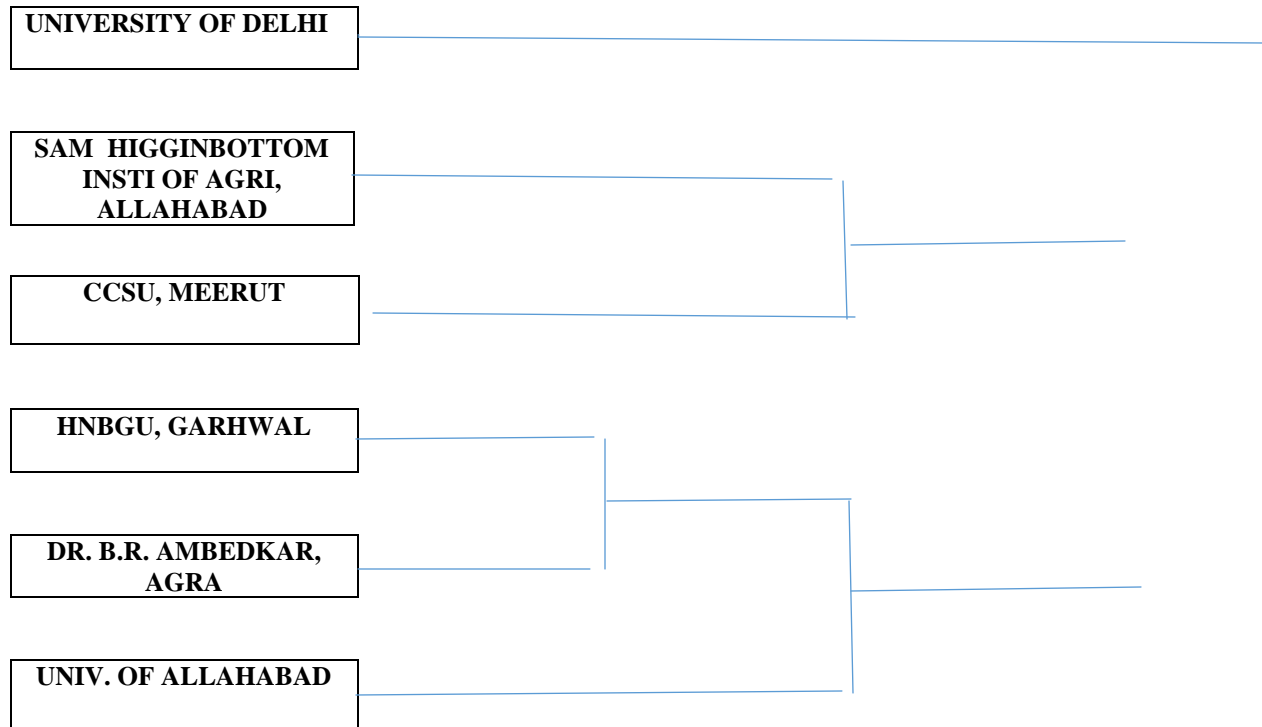 UNIVERSITY OF DELHI
SAM HIGGINBOTTOM
INSTI OF AGRI,
ALLAHABAD
CCSU, MEERUT
HNBGU, GARHWAL
DR. B.R. AMBEDKAR,
AGRA
UNIV. OF ALLAHABAD